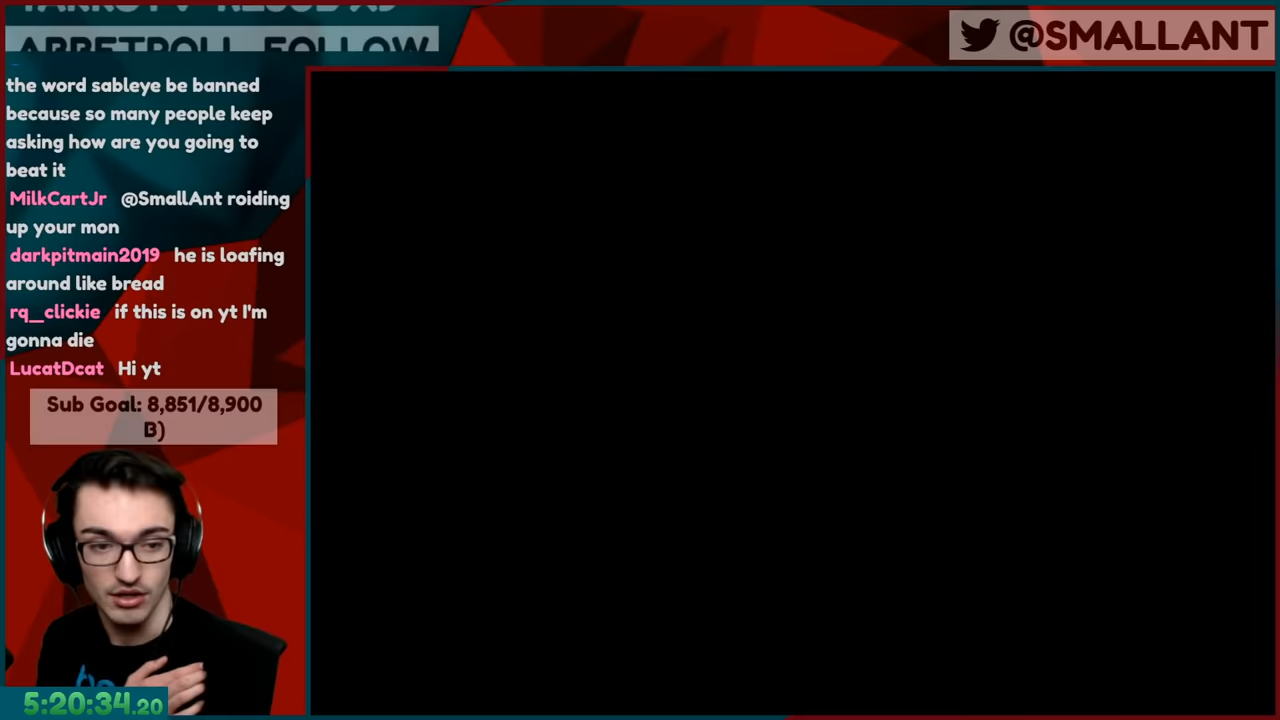 @SMALLANT
the word sableye be banned
because so many people keep
asking how are you going to
beat it
MilkCartJr @SmallAnt roiding
up your mon
darkpitmain2019 he is loafing
around like bread
rq_clickie if this is on yt I'm
gonna die
LucatDcat Hi yt
Sub Goal: 8,851/8,900
B)
5:20:34.20